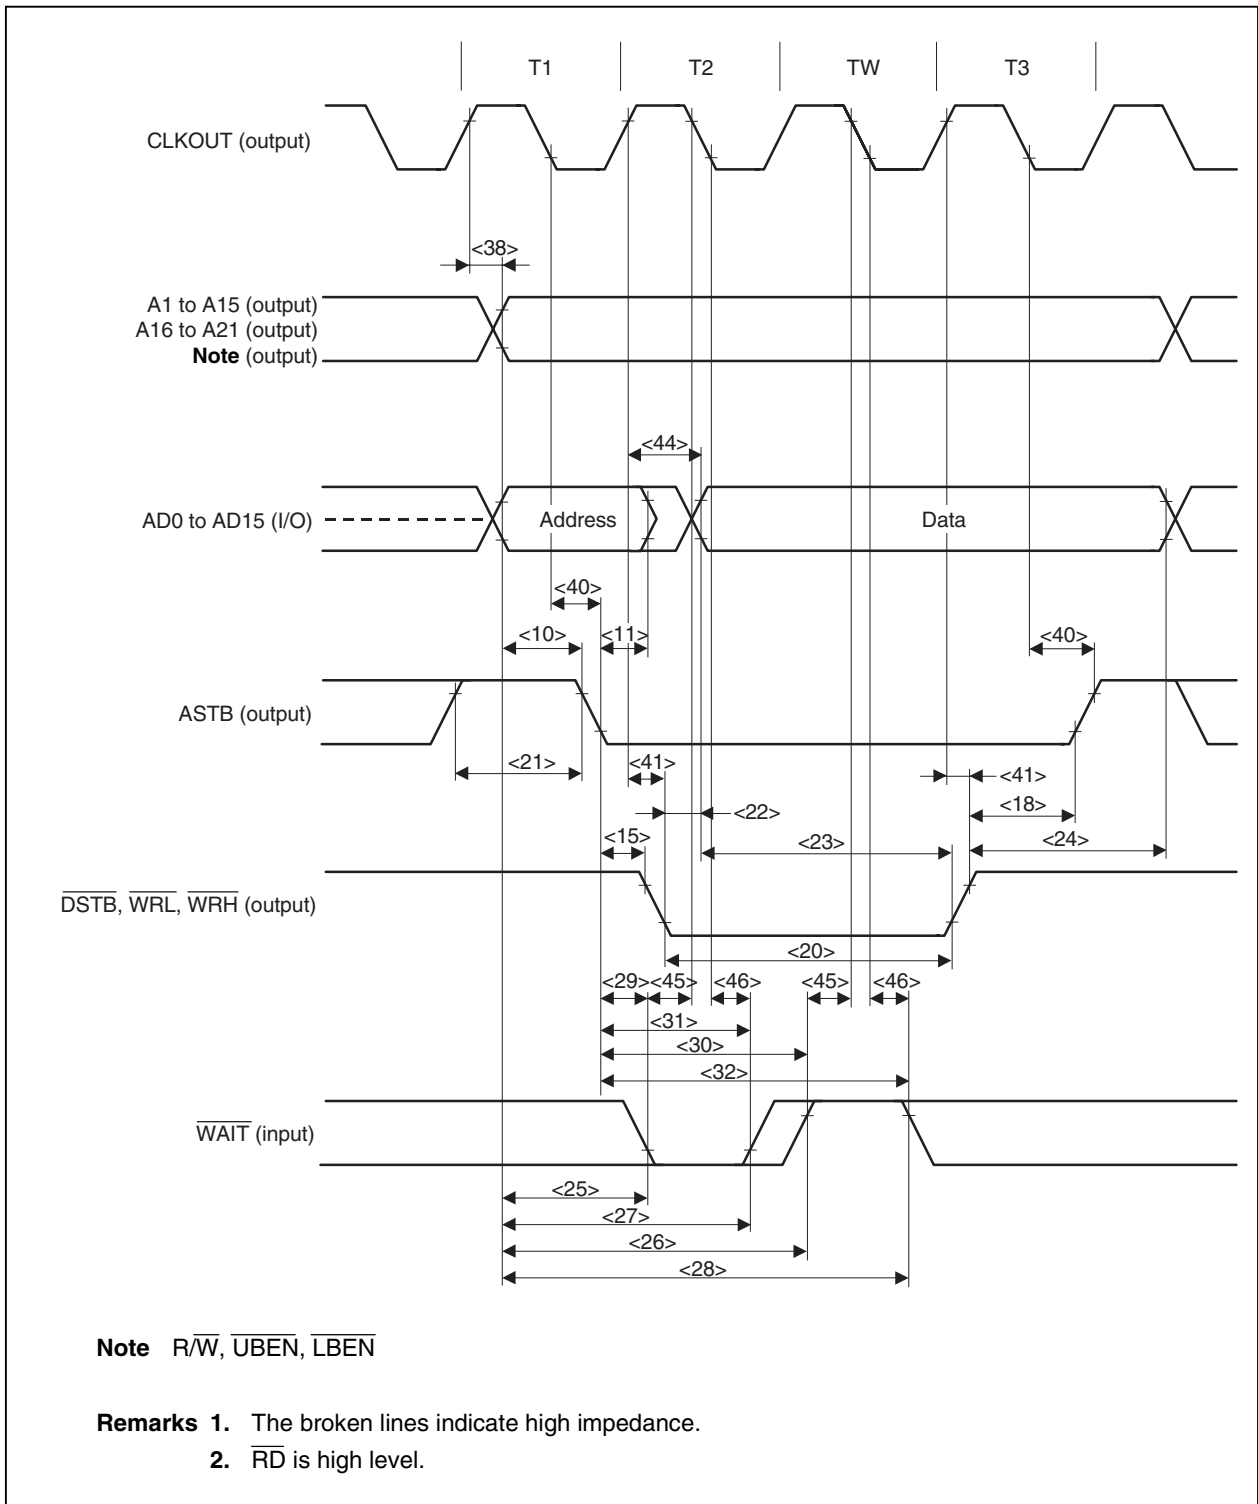 T1 T2 TW T3
CLKOUT (output)
<38>
A1 to A15 (output)
A16 to A21 (output)
Note (output)
<44>
AD0 to AD15 (I/O) Address Data
<40>
<10> <11> <40>
ASTB (output)
<21> <41> <41>
<22> <18>
<15> <23> <24>
DSTB, WRL, WRH (output)
<20>
<29> <45> <46> <45> <46>
<31>
<30>
<32>
WAIT (input)
<25>
<27>
<26>
<28>
Note R/W, UBEN, LBEN
Remarks 1. The broken lines indicate high impedance.
2. RD is high level.